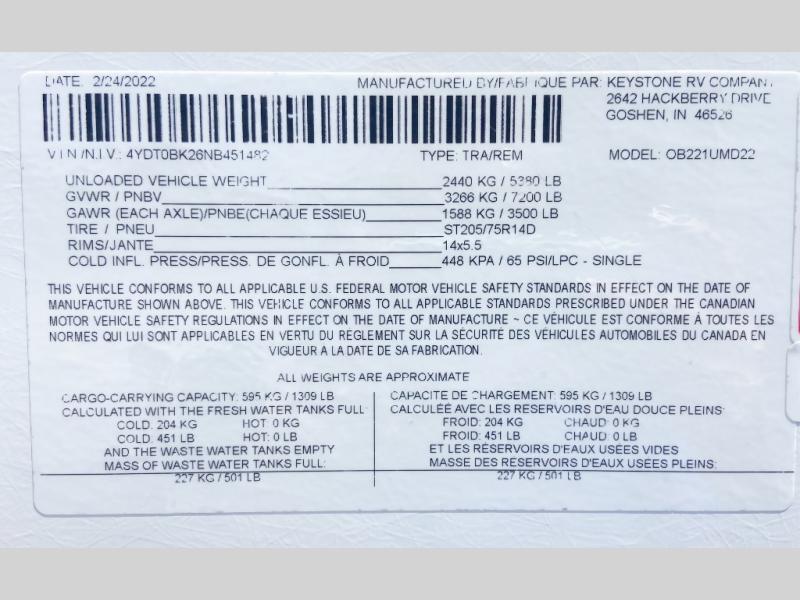 DATE: 2/24/2022 MANUFACTURED BY/FABRIQUE PAR: KEYSTONE RV COMPANY
2642 HACKBERRY DRIVE
GOSHEN, IN 46526
VIN /N.I.V.: 4YDT0BK26NB451482 TYPE: TRA/REM MODEL: OB221UMD22
UNLOADED VEHICLE WEIGHT 2440 KG / 5380 LB
GVWR / PNBV 3266 KG / 7200 LB
GAWR (EACH AXLE)/PNBE(CHAQUE ESSIEU) 1588 KG / 3500 LB
TIRE / PNEU ST205/75R14D
RIMS/JANTE 14x5.5
COLD INFL. PRESS/PRESS. DE GONFL. À FROID 448 KPA / 65 PSI/LPC - SINGLE
THIS VEHICLE CONFORMS TO ALL APPLICABLE U.S. FEDERAL MOTOR VEHICLE SAFETY STANDARDS IN EFFECT ON THE DATE OF
MANUFACTURE SHOWN ABOVE. THIS VEHICLE CONFORMS TO ALL APPLICABLE STANDARDS PRESCRIBED UNDER THE CANADIAN
MOTOR VEHICLE SAFETY REGULATIONS IN EFFECT ON THE DATE OF MANUFACTURE ~ CE VÉHICULE EST CONFORME À TOUTES LES
NORMES QUI LUI SONT APPLICABLES EN VERTU DU REGLEMENT SUR LA SÉCURITÉ DES VÉHICULES AUTOMOBILES DU CANADA EN
VIGUEUR A LA DATE DE SA FABRICATION.
ALL WEIGHTS ARE APPROXIMATE
CARGO-CARRYING CAPACITY: 595 KG / 1309 LB
CALCULATED WITH THE FRESH WATER TANKS FULL:
COLD: 204 KG HOT: 0 KG
COLD: 451 LB HOT: 0 LB
AND THE WASTE WATER TANKS EMPTY
MASS OF WASTE WATER TANKS FULL:
227 KG / 501 LB
CAPACITE DE CHARGEMENT: 595 KG / 1309 LB
CALCULÉE AVEC LES RESERVOIRS D'EAU DOUCE PLEINS:
FROID: 204 KG CHAUD: 0 KG
FROID: 451 LB CHAUD: 0 LB
ET LES RÉSERVOIRS D'EAUX USÉES VIDES
MASSE DES RÉSERVOIRS D'EAUX USÉES PLEINS:
227 KG / 501 LB